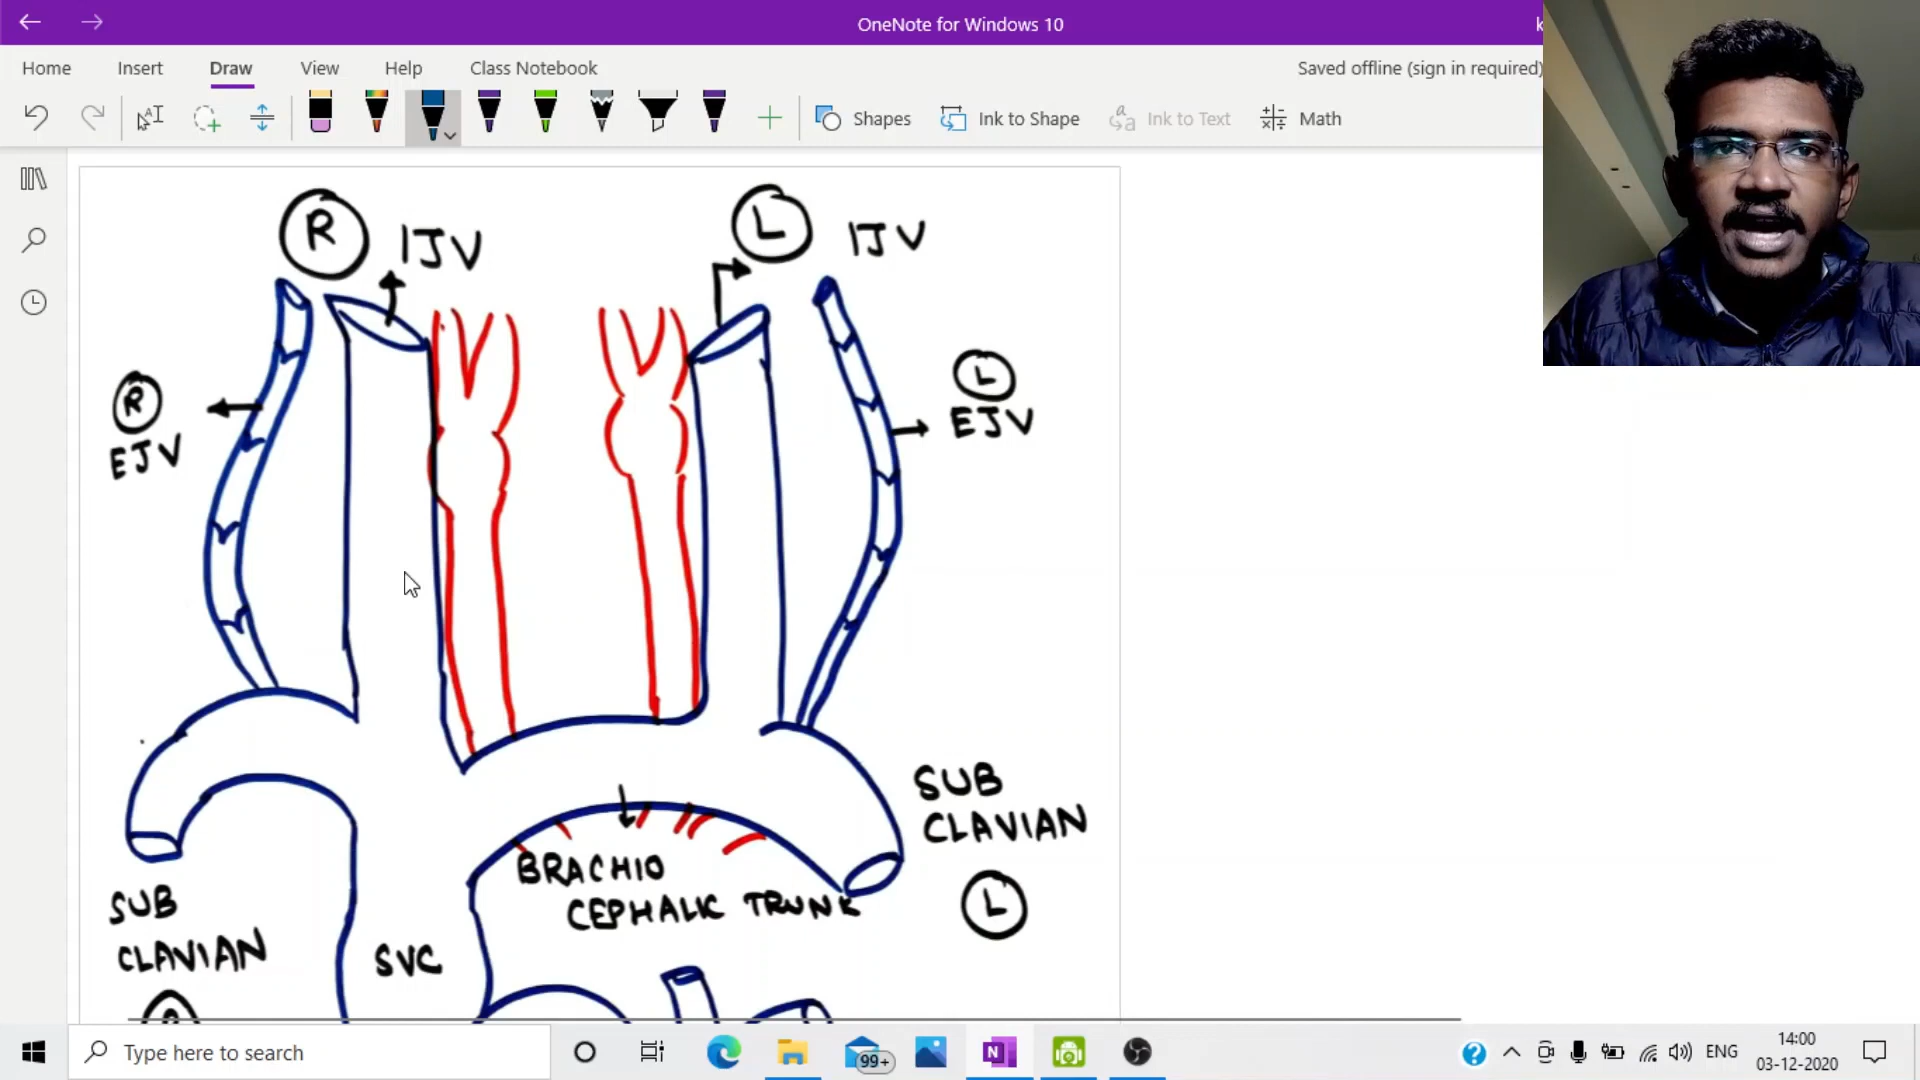 OneNote for Windows 10
k
Home Insert Draw View Help Class Notebook
Saved offline (sign in required)
Shapes Ink to Shape Ink to Text Math
R IJV
L IJV
R
EJV
L
EJV
SUB
CLAVIAN
L
BRACHIO
CEPHALIC TRUNK
SUB
CLAVIAN
SVC
Type here to search
99+
ENG
14:00
03-12-2020